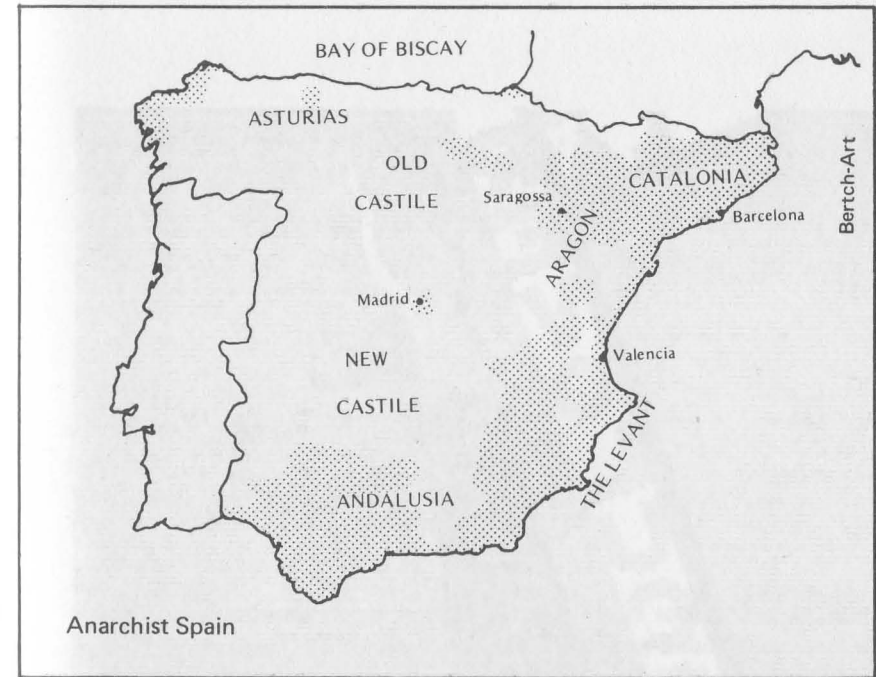 BAY OF BISCAY
ASTURIAS
OLD
CASTILE
Saragossa
CATALONIA
Barcelona
ARAGON
Madrid
NEW
CASTILE
Valencia
THE LEVANT
ANDALUSIA
Anarchist Spain
Bertch-Art